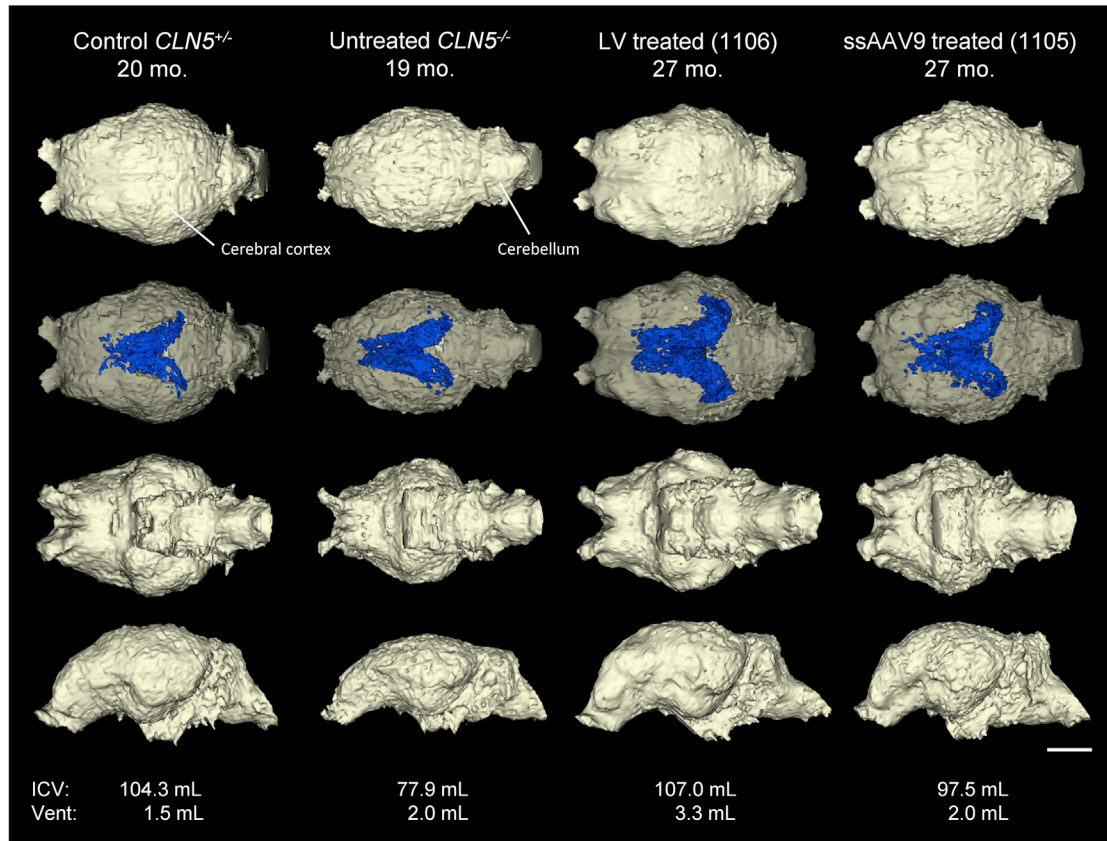 Control CLN5+/- Untreated CLN5-/- LV treated (1106) ssAAV9 treated (1105)
20 mo. 19 mo. 27 mo. 27 mo.
Cerebral cortex Cerebellum
ICV: 104.3 mL 77.9 mL 107.0 mL 97.5 mL
Vent: 1.5 mL 2.0 mL 3.3 mL 2.0 mL